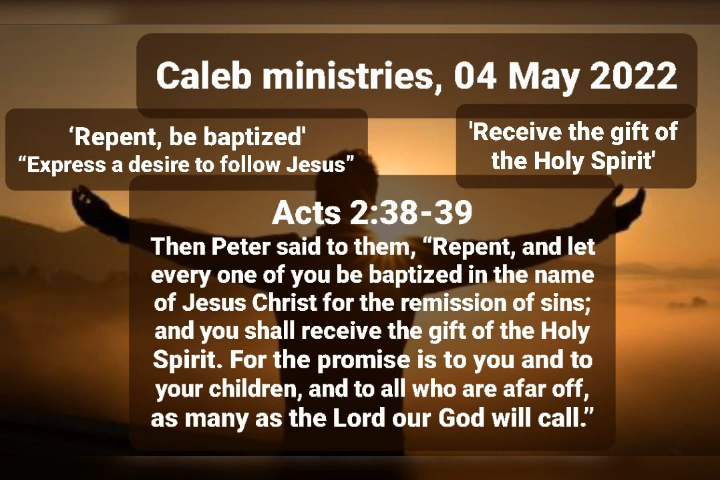 Caleb ministries, 04 May 2022
‘Repent, be baptized'
“Express a desire to follow Jesus”
'Receive the gift of
the Holy Spirit'
Acts 2:38-39
Then Peter said to them, “Repent, and let
every one of you be baptized in the name
of Jesus Christ for the remission of sins;
and you shall receive the gift of the Holy
Spirit. For the promise is to you and to
your children, and to all who are afar off,
as many as the Lord our God will call.”